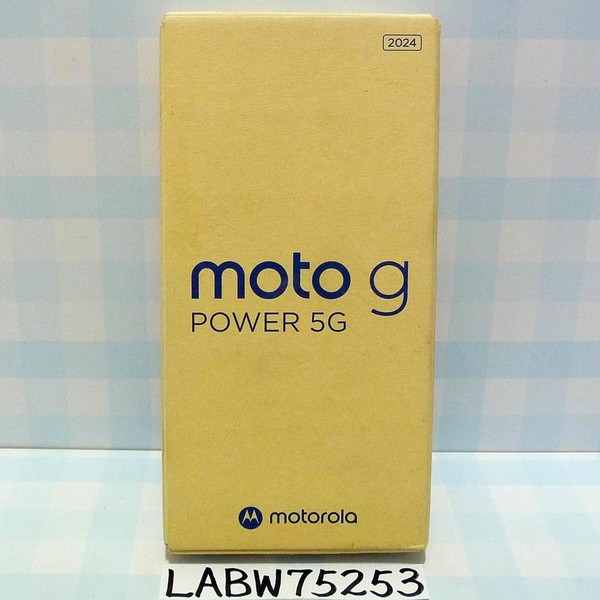 2024
moto g
POWER 5G
motorola
LABW75253